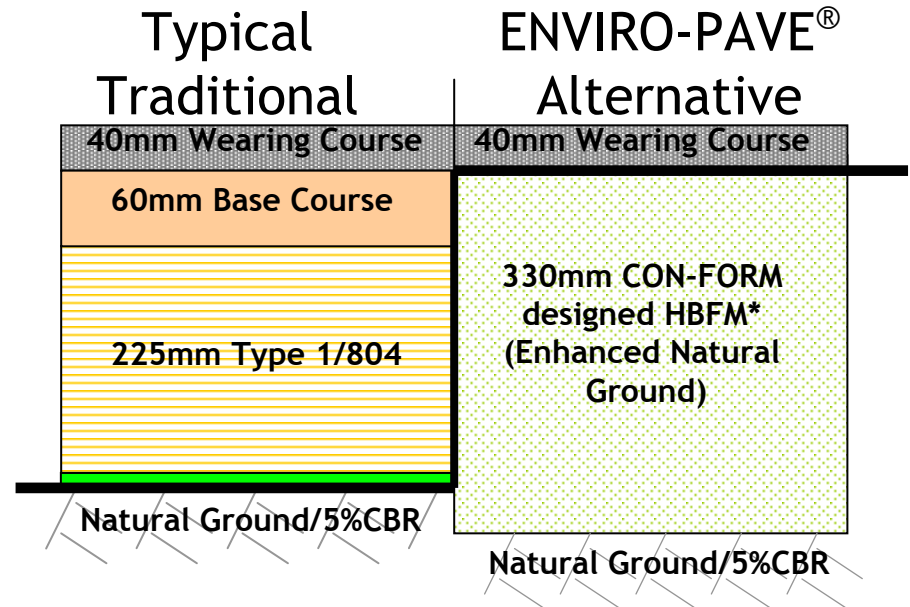 Typical
Traditional
ENVIRO-PAVE®
Alternative
40mm Wearing Course
40mm Wearing Course
60mm Base Course
225mm Type 1/804
330mm CON-FORM
designed HBFM*
(Enhanced Natural
Ground)
Natural Ground/5%CBR
Natural Ground/5%CBR